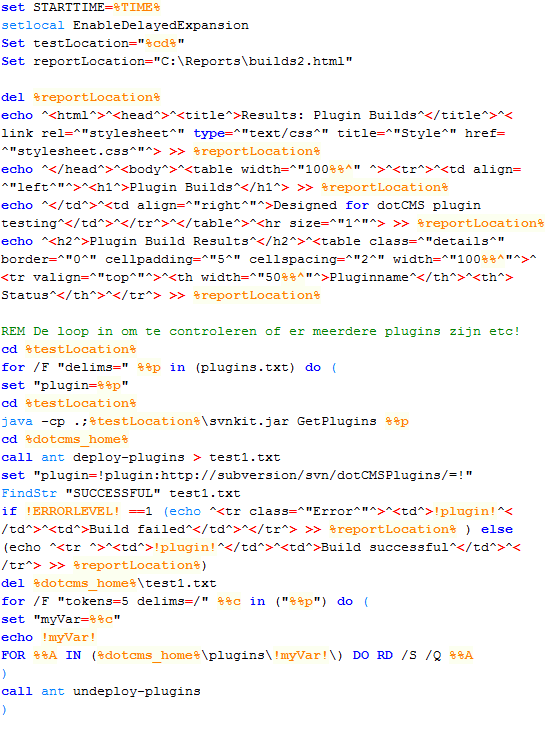 set STARTTIME=%TIME%
setlocal EnableDelayedExpansion
Set testLocation="%cd%"
Set reportLocation="C:\Reports\builds2.html"

del %reportLocation%
echo ^<html^>^<head^>^<title^>Results: Plugin Builds^</title^>^<
link rel=^"stylesheet^" type=^"text/css^" title=^"Style^" href=
^"stylesheet.css^"^> >> %reportLocation%
echo ^</head^>^<body^>^<table width=^"100%%^" ^>^<tr^>^<td align=
^"left^"^>^<h1^>Plugin Builds^</h1^> >> %reportLocation%
echo ^</td^>^<td align=^"right^"^>Designed for dotCMS plugin
testing^</td^>^</tr^>^</table^>^<hr size=^"1^"^> >> %reportLocation%
echo ^<h2^>Plugin Build Results^</h2^>^<table class=^"details^"
border=^"0^" cellpadding=^"5^" cellspacing=^"2^" width=^"100%%^"^>^
<tr valign=^"top^"^>^<th width=^"50%%^"^>Pluginname^</th^>^<th^>
Status^</th^>^</tr^> >> %reportLocation%

REM De loop in om te controleren of er meerdere plugins zijn etc!
cd %testLocation%
for /F "delims=" %%p in (plugins.txt) do (
set "plugin=%%p"
cd %testLocation%
java -cp .;%testLocation%\svnkit.jar GetPlugins %%p
cd %dotcms_home%
call ant deploy-plugins > test1.txt
set "plugin=!plugin:http://subversion/svn/dotCMSPlugins/=!"
FindStr "SUCCESSFUL" test1.txt
if !ERRORLEVEL! ==1 (echo ^<tr class=^"Error^"^>^<td^>!plugin!^<
/td^>^<td^>Build failed^</td^>^</tr^> >> %reportLocation% ) else
(echo ^<tr ^>^<td^>!plugin!^</td^>^<td^>Build successful^</td^>^<
/tr^> >> %reportLocation%)
del %dotcms_home%\test1.txt
for /F "tokens=5 delims=/" %%c in ("%%p") do (
set "myVar=%%c"
echo !myVar!
FOR %%A IN (%dotcms_home%\plugins\!myVar!\) DO RD /S /Q %%A
)
call ant undeploy-plugins
)